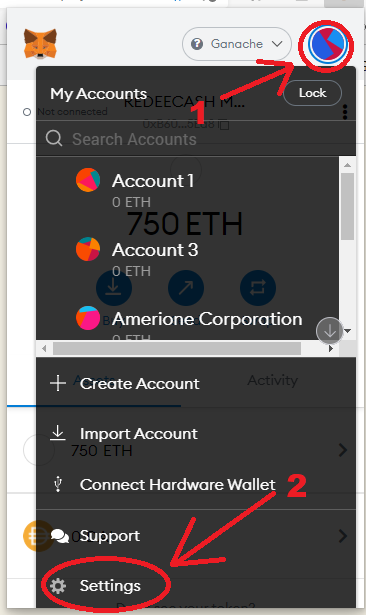 Ganache
My Accounts
Lock
1
Not connected
REDEECASH M...
Search Accounts
Account 1
0 ETH
750 ETH
Account 3
0 ETH
Amerione Corporation
0 ETH
Create Account
Activity
Import Account
750 ETH
Connect Hardware Wallet
2
Support
Settings